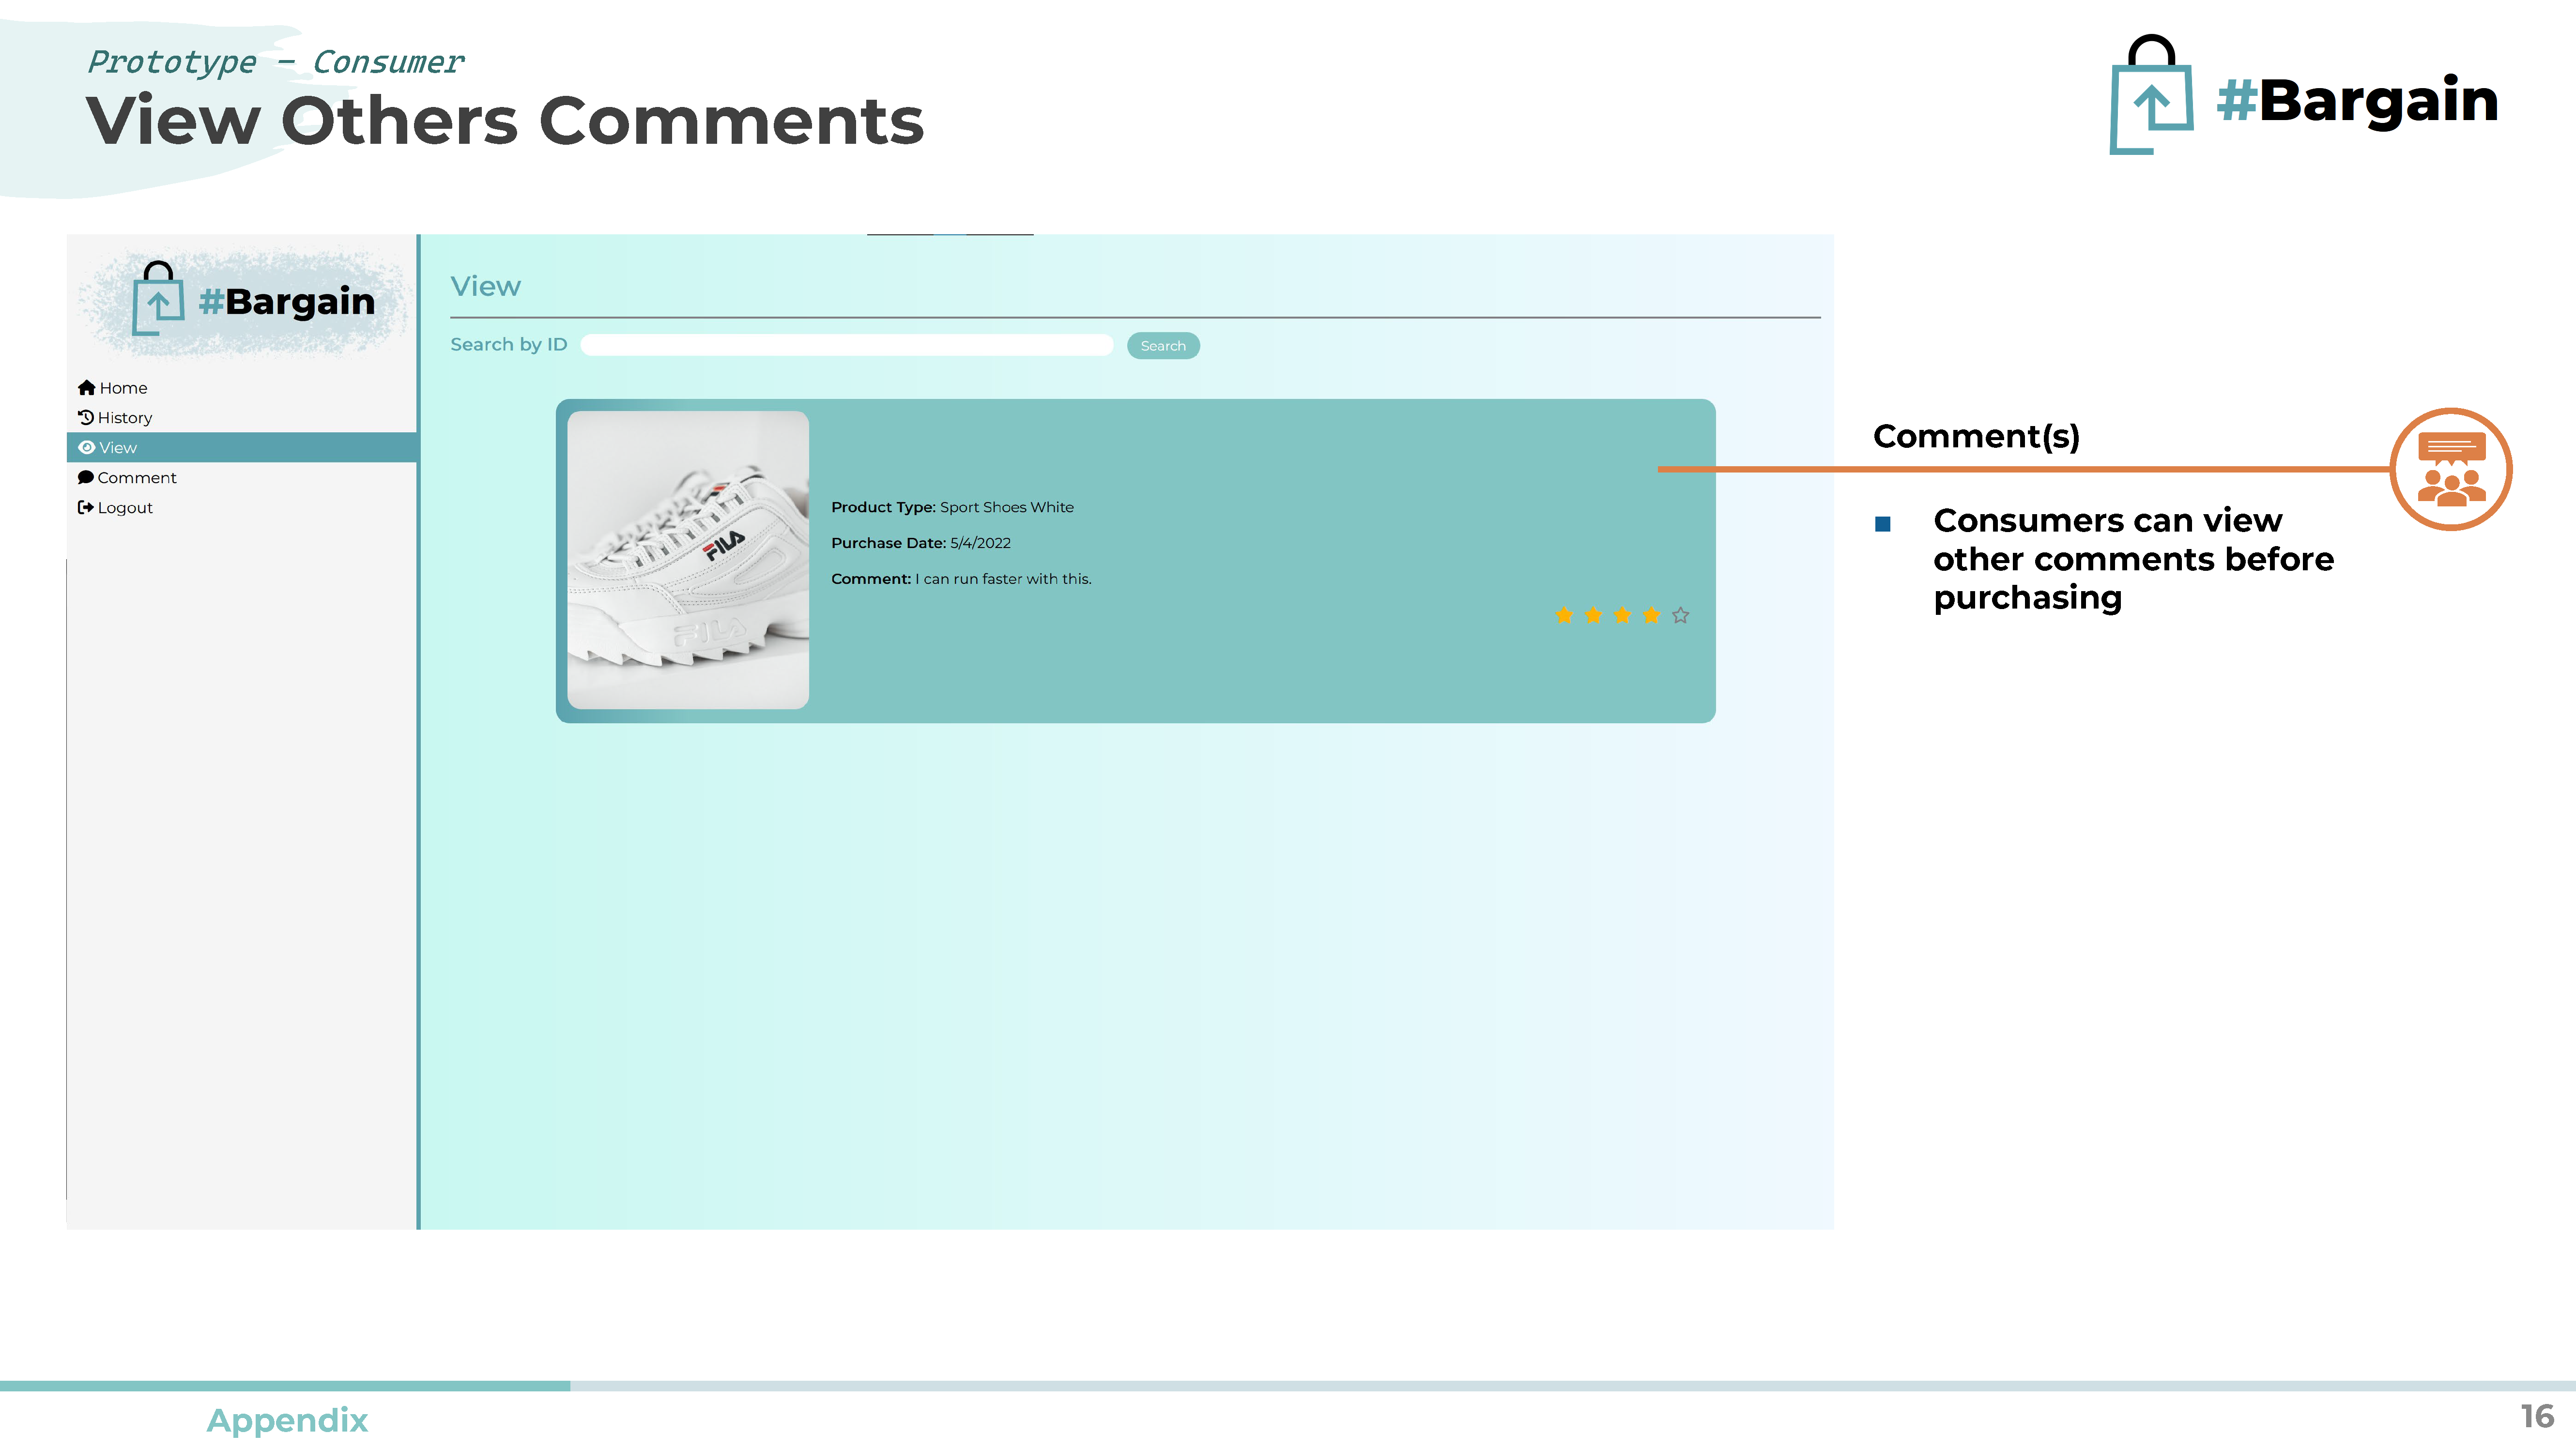 Prototype – Consumer
View Others Comments
#Bargain
#Bargain
Home
History
View
Comment
Logout
View
Search by ID
Search
FILA
FILA
Product Type: Sport Shoes White
Purchase Date: 5/4/2022
Comment: I can run faster with this.
Comment(s)
Consumers can view
other comments before
purchasing
Appendix
16